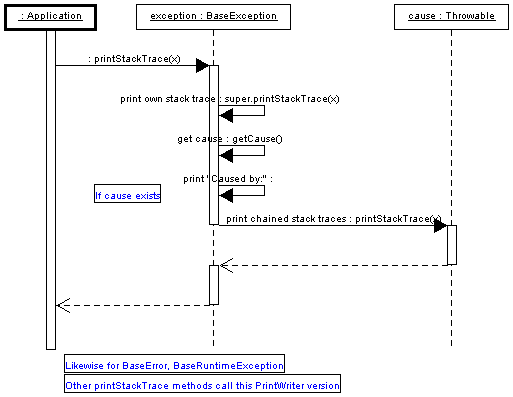 : Application
exception : BaseException
cause : Throwable
: printStackTrace(x)
print own stack trace : super.printStackTrace(x)
get cause : getCause()
print "Caused by:" :
If cause exists
print chained stack traces : printStackTrace(x)
Likewise for BaseError, BaseRuntimeException
Other printStackTrace methods call this PrintWriter version